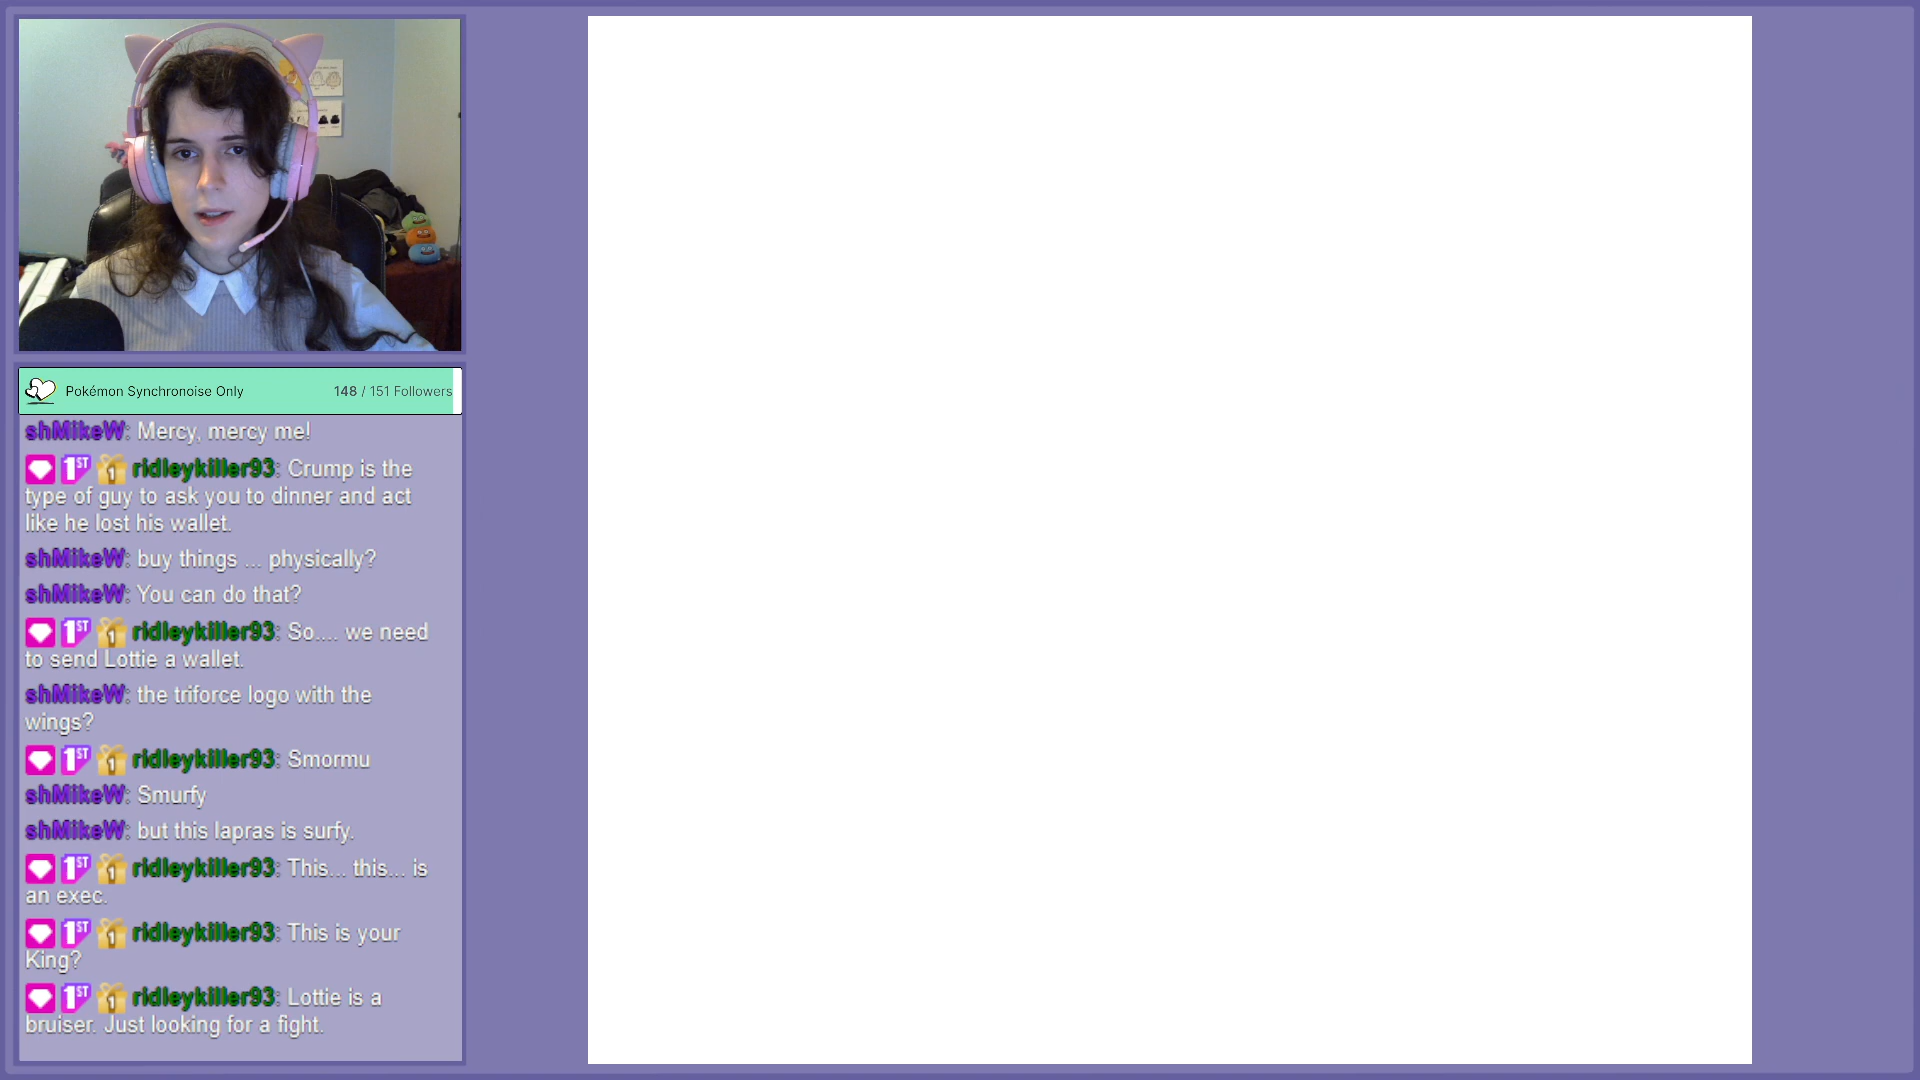 Pokémon Synchronoise Only 148 / 151 Followers
shMikeW: Mercy, mercy me!
1ST 1 ridleykiller93: Crump is the
type of guy to ask you to dinner and act
like he lost his wallet.
shMikeW: buy things ... physically?
shMikeW: You can do that?
1ST 1 ridleykiller93: So.... we need
to send Lottie a wallet.
shMikeW: the triforce logo with the
wings?
1ST 1 ridleykiller93: Smormu
shMikeW: Smurfy
shMikeW: but this lapras is surfy.
1ST 1 ridleykiller93: This... this... is
an exec.
1ST 1 ridleykiller93: This is your
King?
1ST 1 ridleykiller93: Lottie is a
bruiser. Just looking for a fight.